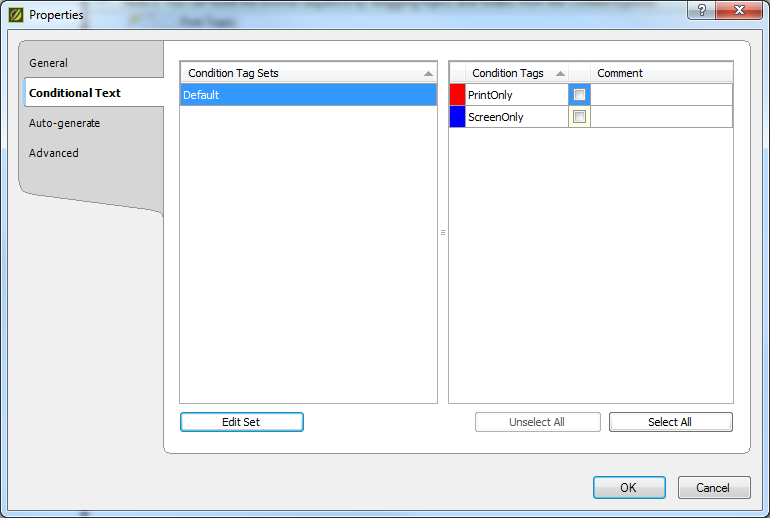 Properties
?
General
Conditional Text
Auto-generate
Advanced
Condition Tag Sets
Default
Condition Tags Comment
PrintOnly
ScreenOnly
Edit Set
Unselect All
Select All
OK
Cancel